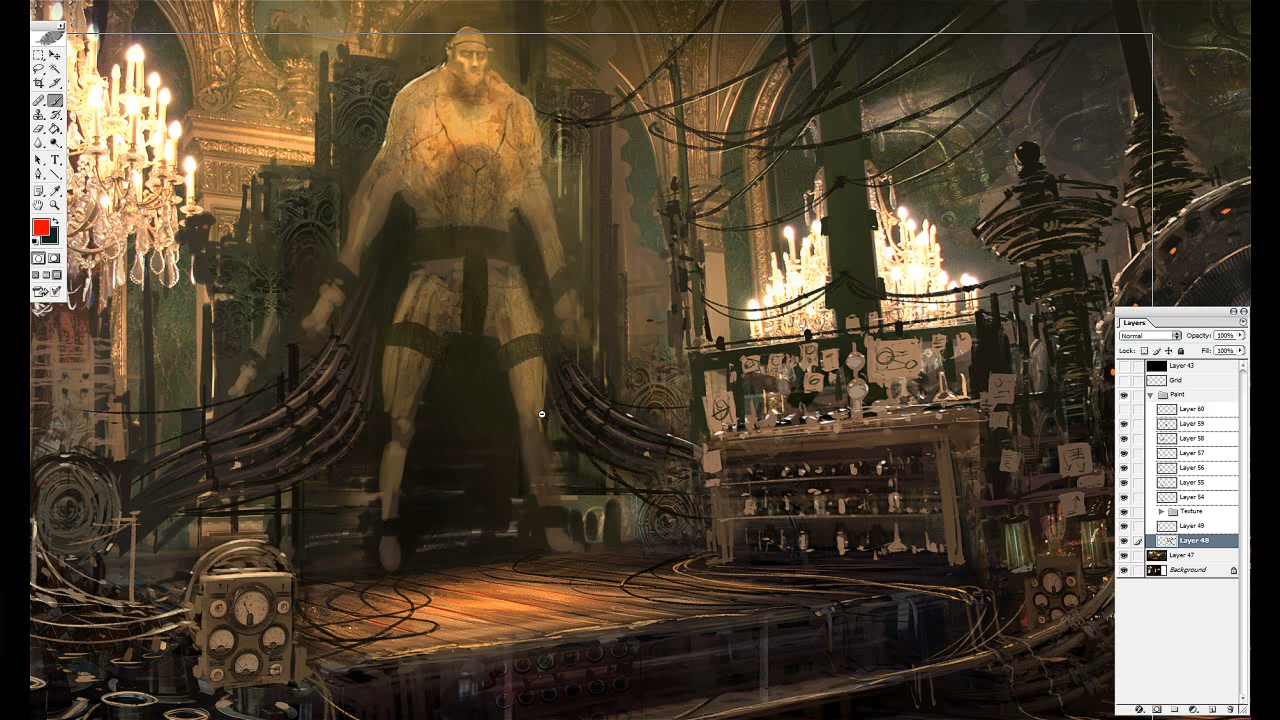 Layers
Normal Opacity: 100%
Lock: Fill: 100%
Layer 43
Grid
Paint
Layer 60
Layer 59
Layer 58
Layer 57
Layer 56
Layer 55
Layer 54
Texture
Layer 49
Layer 48
Layer 47
Background